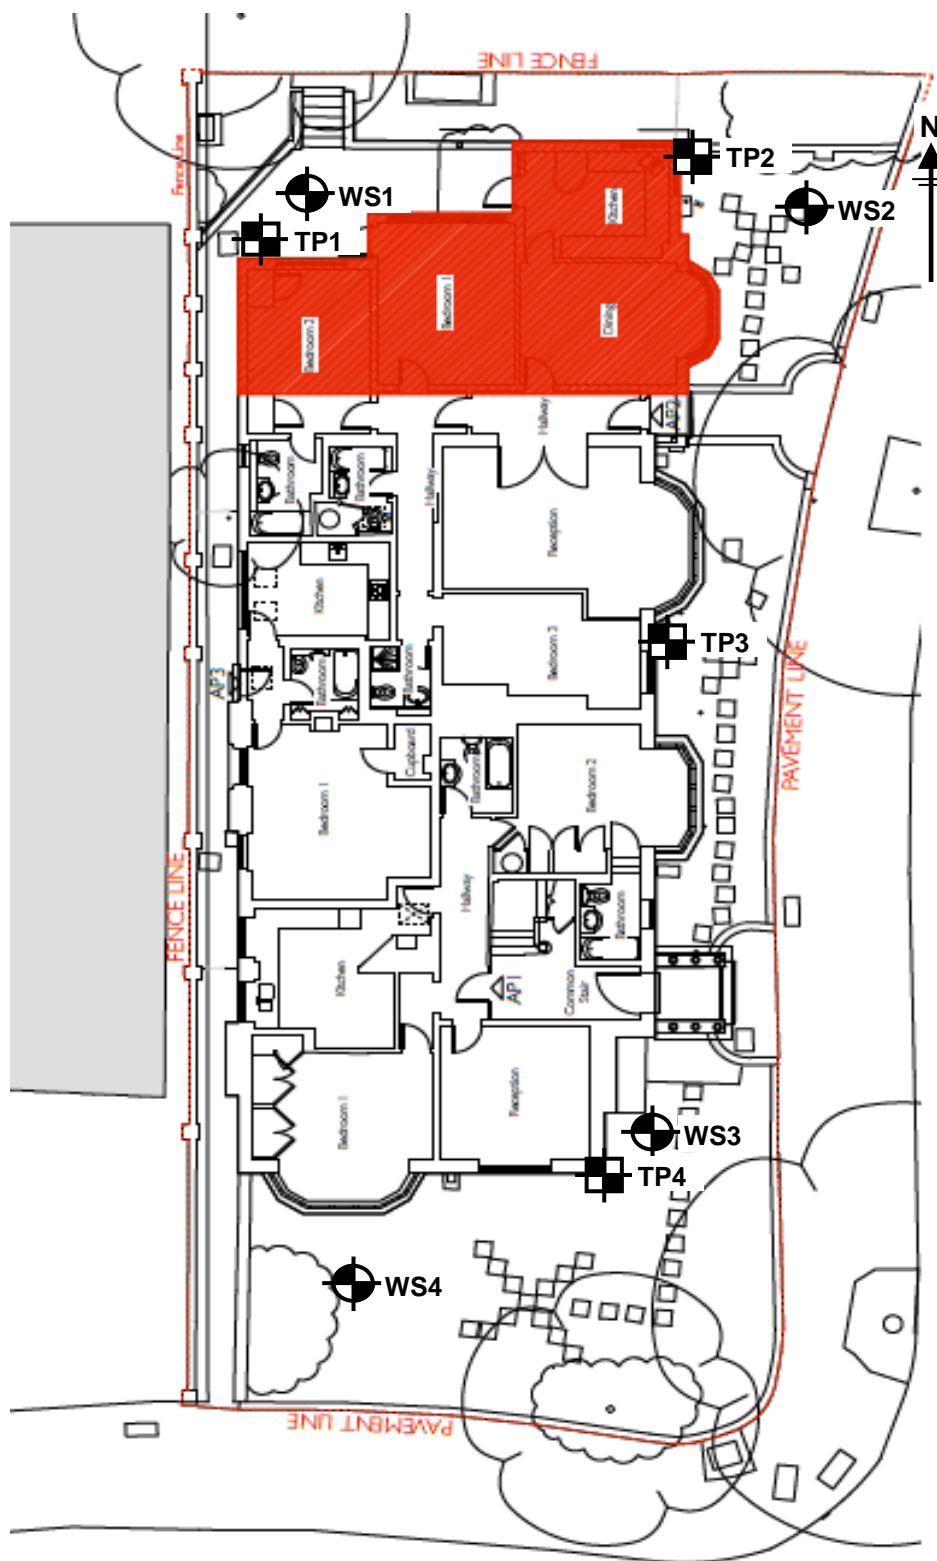 FENCE LINE
N
TP2
Fence Line
WS1
WS2
TP1
Kitchen
Bedroom 1
Bedroom 2
Dining
Hallway
AP2
Bathroom
Bathroom
Hallway
Reception
Kitchen
TP3
Bedroom 3
AP3
Bathroom
Bathroom
PAVEMENT LINE
Cupboard
Bathroom
Bedroom 2
Bedroom 1
FENCE LINE
Hallway
Bathroom
Kitchen
AP1
Common
Stair
Reception
Bedroom 1
WS3
TP4
WS4
PAVEMENT LINE